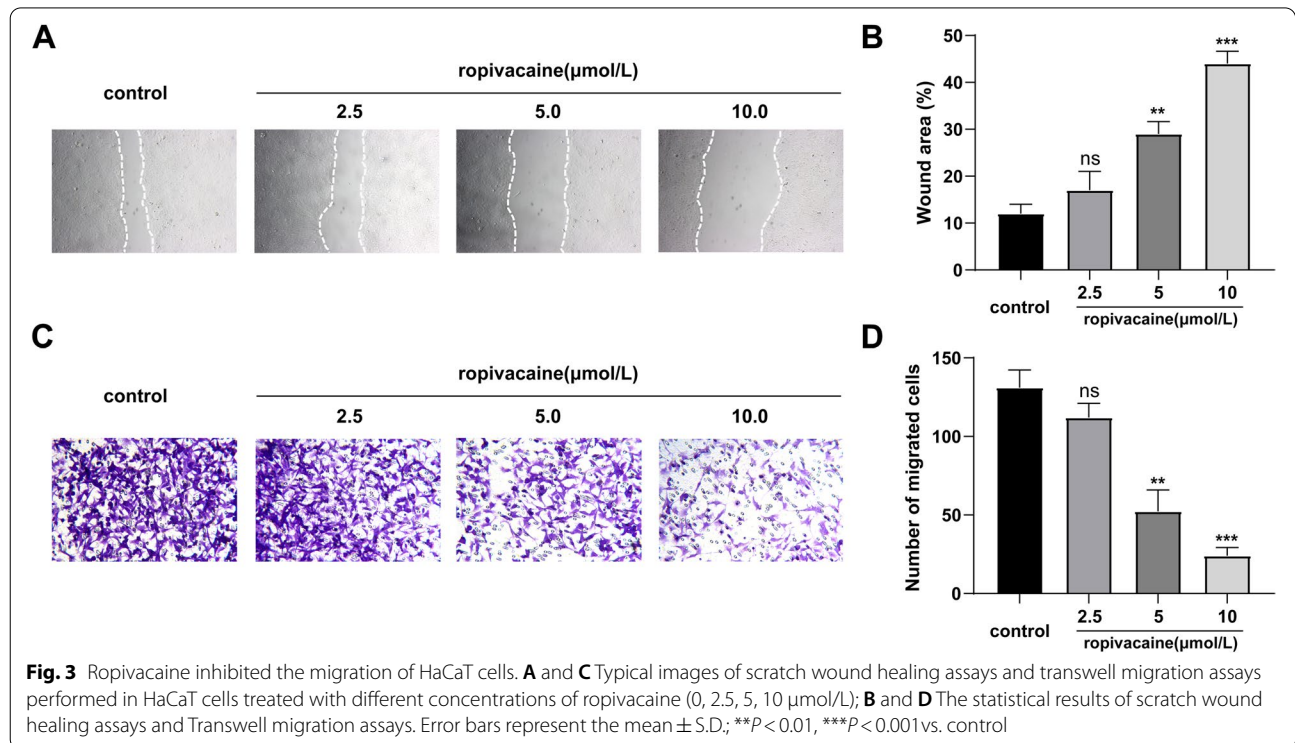 A
ropivacaine(μmol/L)
control
2.5 5.0 10.0
B
Wound area (%)
50
40
30
20
10
0
ns
**
***
control
2.5 5 10
ropivacaine(μmol/L)
C
ropivacaine(μmol/L)
control
2.5 5.0 10.0
D
Number of migrated cells
150
100
50
0
ns
**
***
control
2.5 5 10
ropivacaine(μmol/L)
Fig. 3 Ropivacaine inhibited the migration of HaCaT cells. A and C Typical images of scratch wound healing assays and transwell migration assays
performed in HaCaT cells treated with different concentrations of ropivacaine (0, 2.5, 5, 10 μmol/L); B and D The statistical results of scratch wound
healing assays and Transwell migration assays. Error bars represent the mean ± S.D.; **P < 0.01, ***P < 0.001vs. control